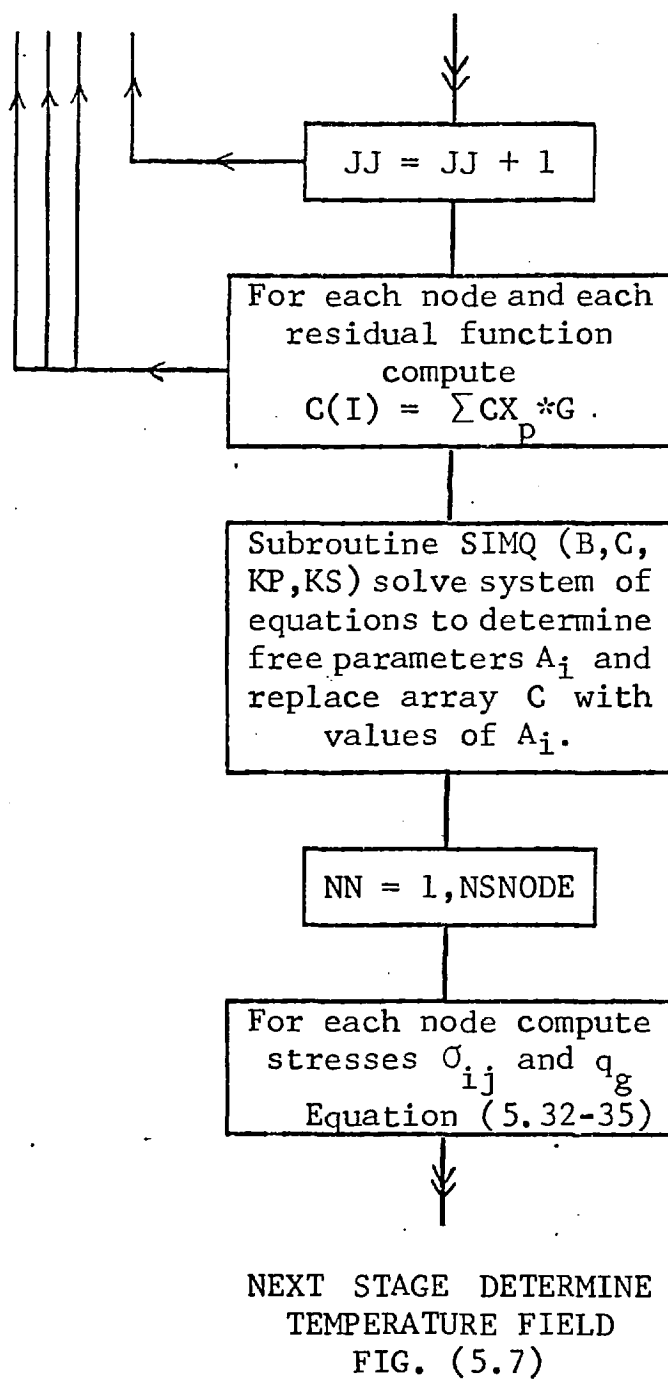 JJ = JJ + 1
For each node and each
residual function
compute
C(I) = ∑CXp*G .
Subroutine SIMQ (B,C,
KP,KS) solve system of
equations to determine
free parameters Ai and
replace array C with
values of Ai.
NN = 1,NSNODE
For each node compute
stresses σij and qg
Equation (5.32-35)
NEXT STAGE DETERMINE
TEMPERATURE FIELD
FIG. (5.7)